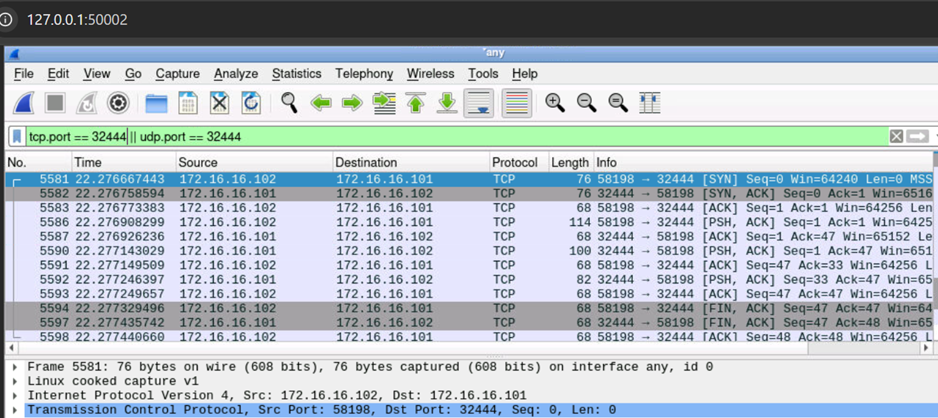 127.0.0.1:50002
*any
File Edit View Go Capture Analyze Statistics Telephony Wireless Tools Help
tcp.port == 32444|| udp.port == 32444
No. Time Source Destination Protocol Length Info
5581 22.276667443 172.16.16.102 172.16.16.101 TCP 76 58198 → 32444 [SYN] Seq=0 Win=64240 Len=0 MSS
5582 22.276758594 172.16.16.101 172.16.16.102 TCP 76 32444 → 58198 [SYN, ACK] Seq=0 Ack=1 Win=6516
5583 22.276773383 172.16.16.102 172.16.16.101 TCP 68 58198 → 32444 [ACK] Seq=1 Ack=1 Win=64256 Len
5586 22.276908299 172.16.16.102 172.16.16.101 TCP 114 58198 → 32444 [PSH, ACK] Seq=1 Ack=1 Win=6425
5587 22.276926236 172.16.16.101 172.16.16.102 TCP 68 32444 → 58198 [ACK] Seq=1 Ack=47 Win=65152 Le
5590 22.277143029 172.16.16.101 172.16.16.102 TCP 100 32444 → 58198 [PSH, ACK] Seq=1 Ack=47 Win=651
5591 22.277149509 172.16.16.102 172.16.16.101 TCP 68 58198 → 32444 [ACK] Seq=47 Ack=33 Win=64256 L
5592 22.277246397 172.16.16.101 172.16.16.102 TCP 82 32444 → 58198 [PSH, ACK] Seq=33 Ack=47 Win=65
5593 22.277249657 172.16.16.102 172.16.16.101 TCP 68 58198 → 32444 [ACK] Seq=47 Ack=47 Win=64256 L
5594 22.277329496 172.16.16.102 172.16.16.101 TCP 68 58198 → 32444 [FIN, ACK] Seq=47 Ack=47 Win=64
5597 22.277435742 172.16.16.101 172.16.16.102 TCP 68 32444 → 58198 [FIN, ACK] Seq=47 Ack=48 Win=65
5598 22.277440660 172.16.16.102 172.16.16.101 TCP 68 58198 → 32444 [ACK] Seq=48 Ack=48 Win=64256 L
Frame 5581: 76 bytes on wire (608 bits), 76 bytes captured (608 bits) on interface any, id 0
Linux cooked capture v1
Internet Protocol Version 4, Src: 172.16.16.102, Dst: 172.16.16.101
Transmission Control Protocol, Src Port: 58198, Dst Port: 32444, Seq: 0, Len: 0